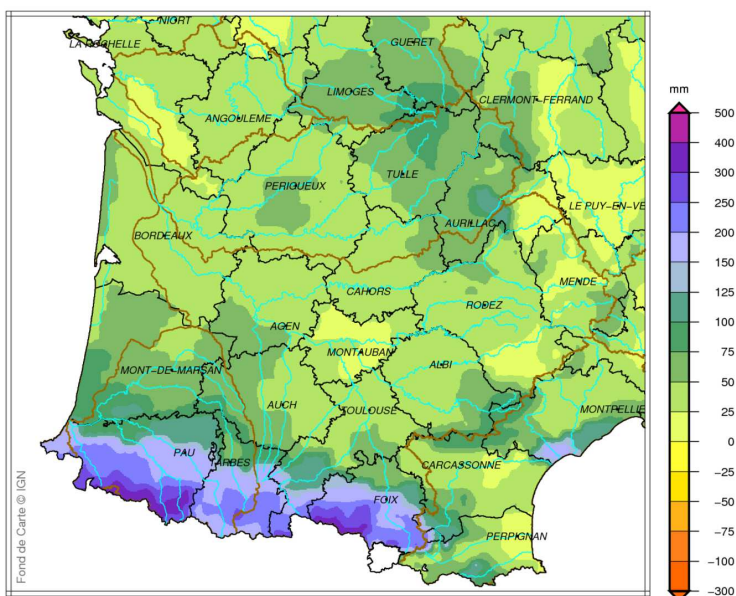 NIORT
LA ROCHELLE
GUERET
LIMOGES
CLERMONT-FERRAND
ANGOULEME
TULLE
PERIGUEUX
LE PUY-EN-VE
AURILLAC
BORDEAUX
MENDE
CAHORS
RODEZ
AGEN
MONTAUBAN
ALBI
MONT-DE-MARSAN
AUCH
TOULOUSE
MONTPELLIE
PAU
TARBES
CARCASSONNE
FOIX
PERPIGNAN
Fond de Carte © IGN
mm
500
400
300
250
200
150
125
100
75
50
25
0
-25
-50
-75
-100
-300